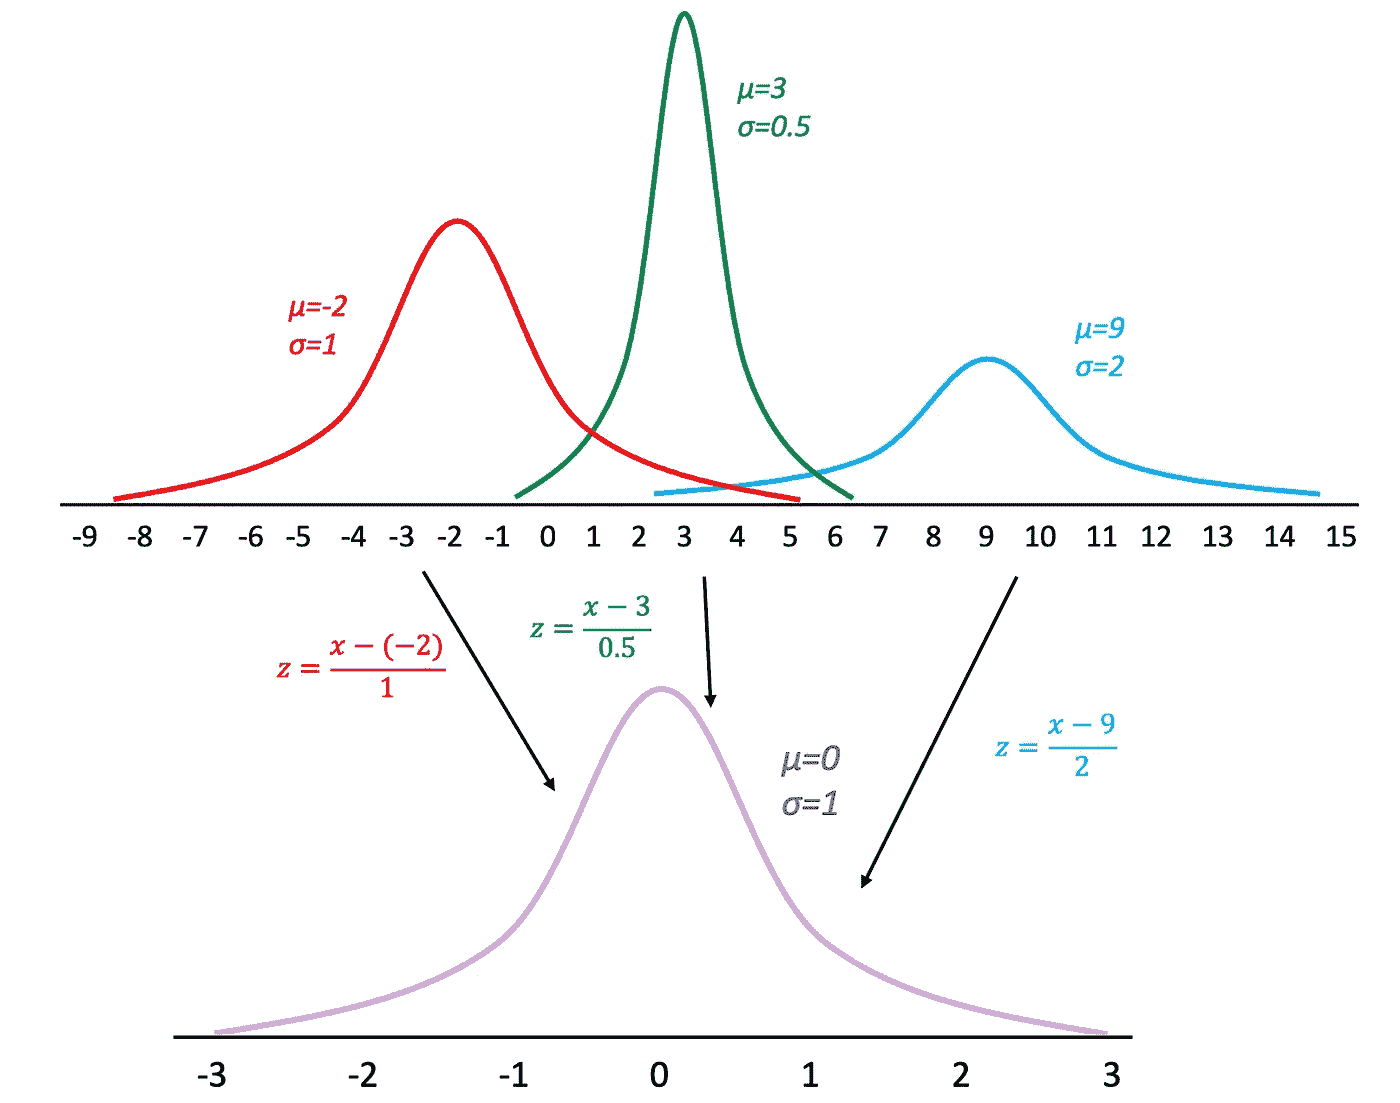 μ=3
σ=0.5
μ=-2
σ=1
μ=9
σ=2
-9 -8 -7 -6 -5 -4 -3 -2 -1 0 1 2 3 4 5 6 7 8 9 10 11 12 13 14 15
z = (x − 3)/0.5
z = (x − (−2))/1
z = (x − 9)/2
μ=0
σ=1
-3 -2 -1 0 1 2 3